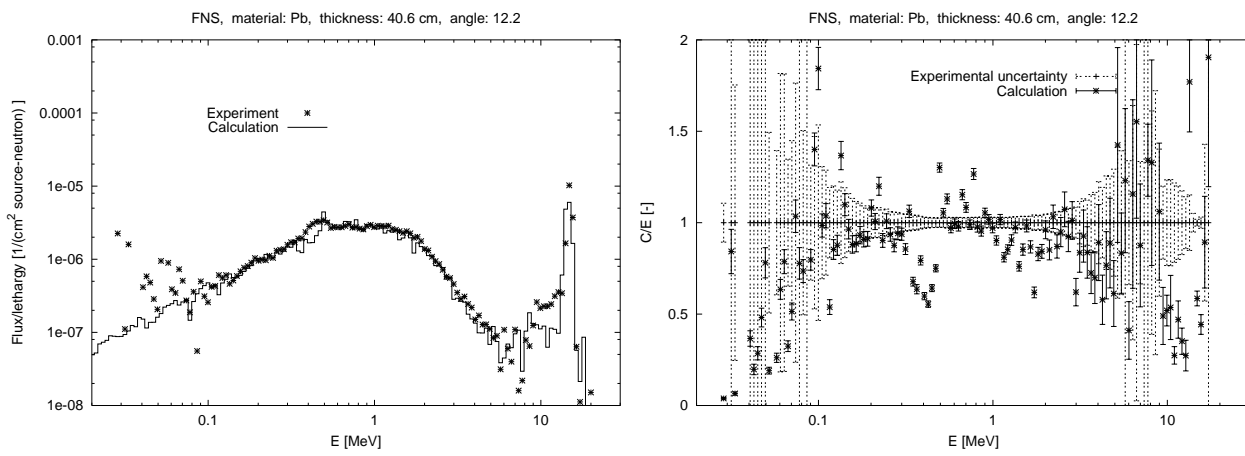 FNS, material: Pb, thickness: 40.6 cm, angle: 12.2
0.001
0.0001
1e-05
1e-06
1e-07
1e-08
Flux/lethargy [1/(cm² source-neutron) ]
Experiment
Calculation
0.1
1
10
E [MeV]
FNS, material: Pb, thickness: 40.6 cm, angle: 12.2
2
1.5
1
0.5
0
C/E [-]
Experimental uncertainty
Calculation
0.1
1
10
E [MeV]